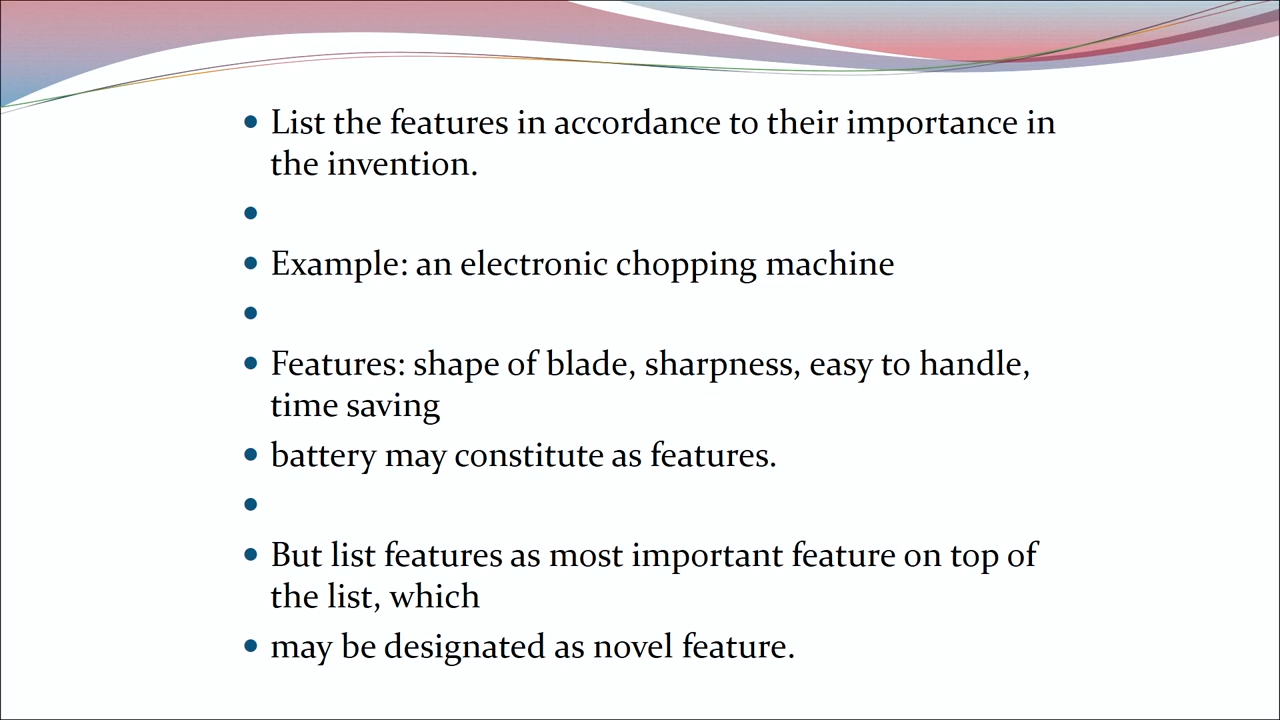 • List the features in accordance to their importance in
the invention.
•
• Example: an electronic chopping machine
•
• Features: shape of blade, sharpness, easy to handle,
time saving
• battery may constitute as features.
•
• But list features as most important feature on top of
the list, which
• may be designated as novel feature.